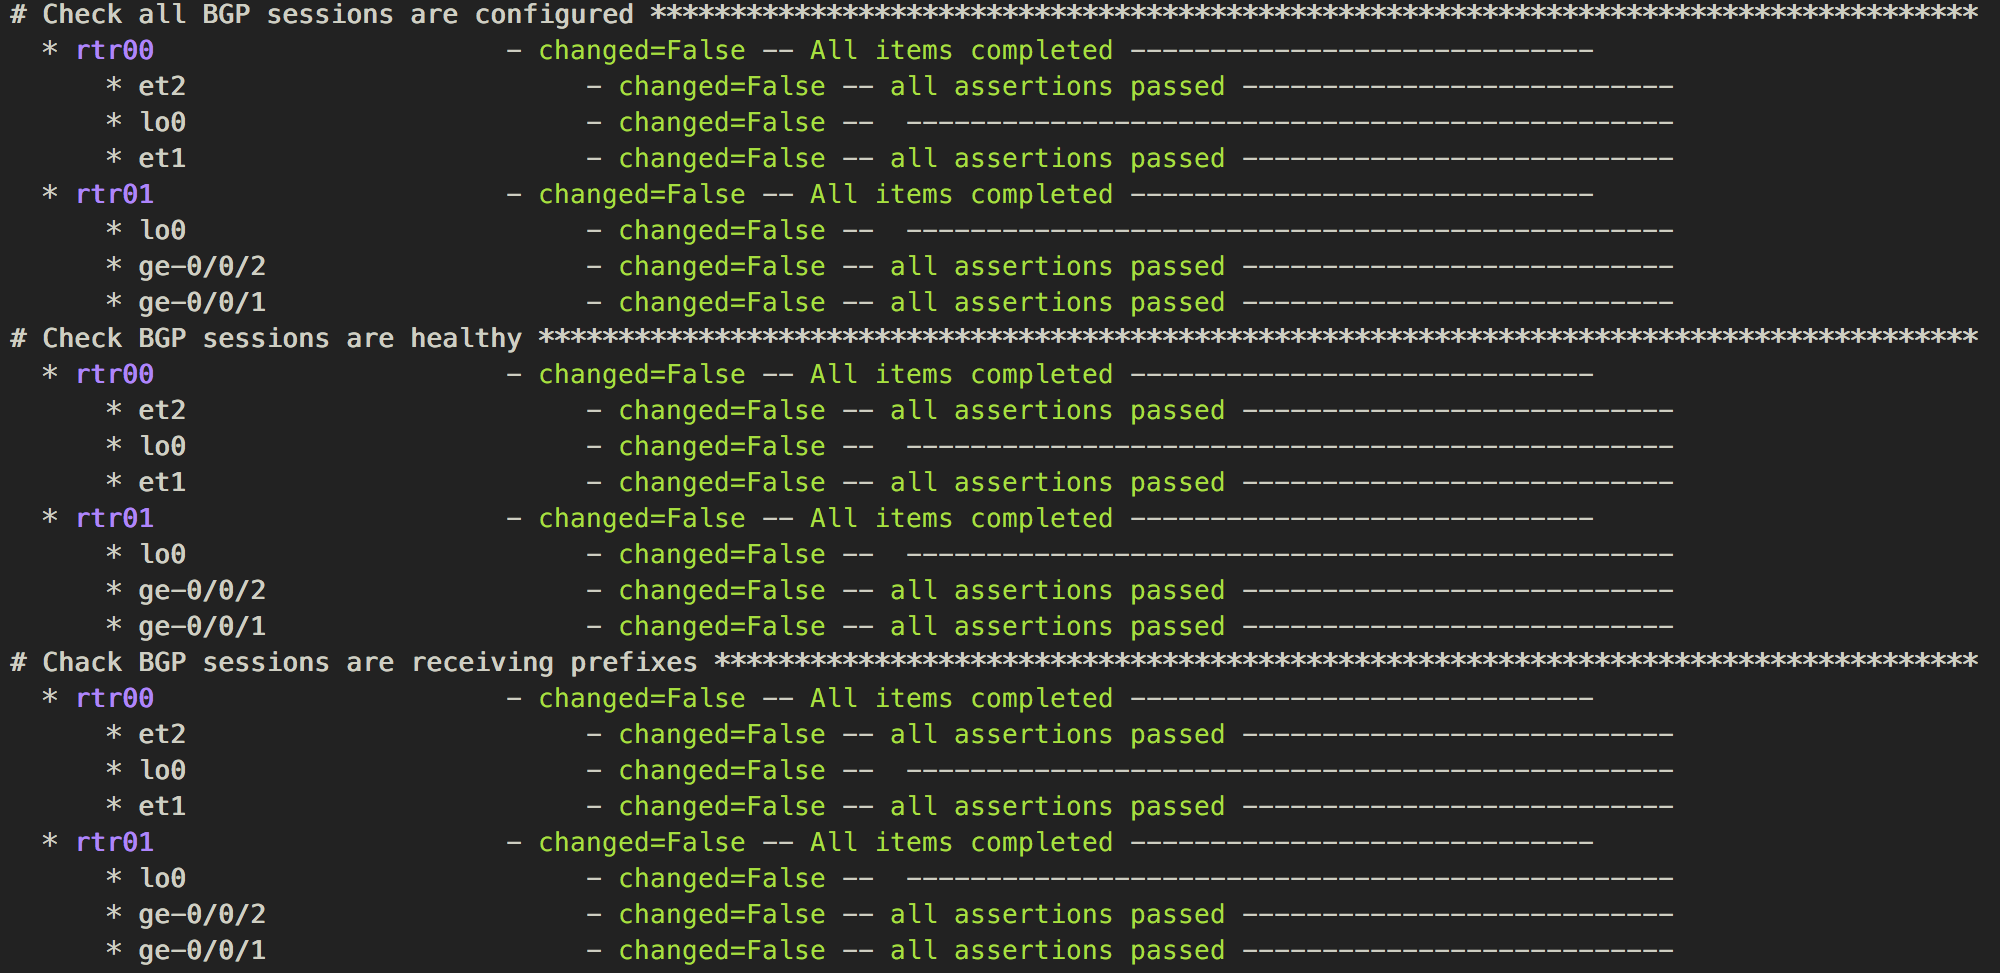 # Check all BGP sessions are configured ***********************************************************************************
* rtr00 - changed=False -- All items completed -----------------------------
* et2 - changed=False -- all assertions passed ---------------------------
* lo0 - changed=False --  ------------------------------------------------
* et1 - changed=False -- all assertions passed ---------------------------
* rtr01 - changed=False -- All items completed -----------------------------
* lo0 - changed=False --  ------------------------------------------------
* ge-0/0/2 - changed=False -- all assertions passed ---------------------------
* ge-0/0/1 - changed=False -- all assertions passed ---------------------------
# Check BGP sessions are healthy ******************************************************************************************
* rtr00 - changed=False -- All items completed -----------------------------
* et2 - changed=False -- all assertions passed ---------------------------
* lo0 - changed=False --  ------------------------------------------------
* et1 - changed=False -- all assertions passed ---------------------------
* rtr01 - changed=False -- All items completed -----------------------------
* lo0 - changed=False --  ------------------------------------------------
* ge-0/0/2 - changed=False -- all assertions passed ---------------------------
* ge-0/0/1 - changed=False -- all assertions passed ---------------------------
# Chack BGP sessions are receiving prefixes *******************************************************************************
* rtr00 - changed=False -- All items completed -----------------------------
* et2 - changed=False -- all assertions passed ---------------------------
* lo0 - changed=False --  ------------------------------------------------
* et1 - changed=False -- all assertions passed ---------------------------
* rtr01 - changed=False -- All items completed -----------------------------
* lo0 - changed=False --  ------------------------------------------------
* ge-0/0/2 - changed=False -- all assertions passed ---------------------------
* ge-0/0/1 - changed=False -- all assertions passed ---------------------------